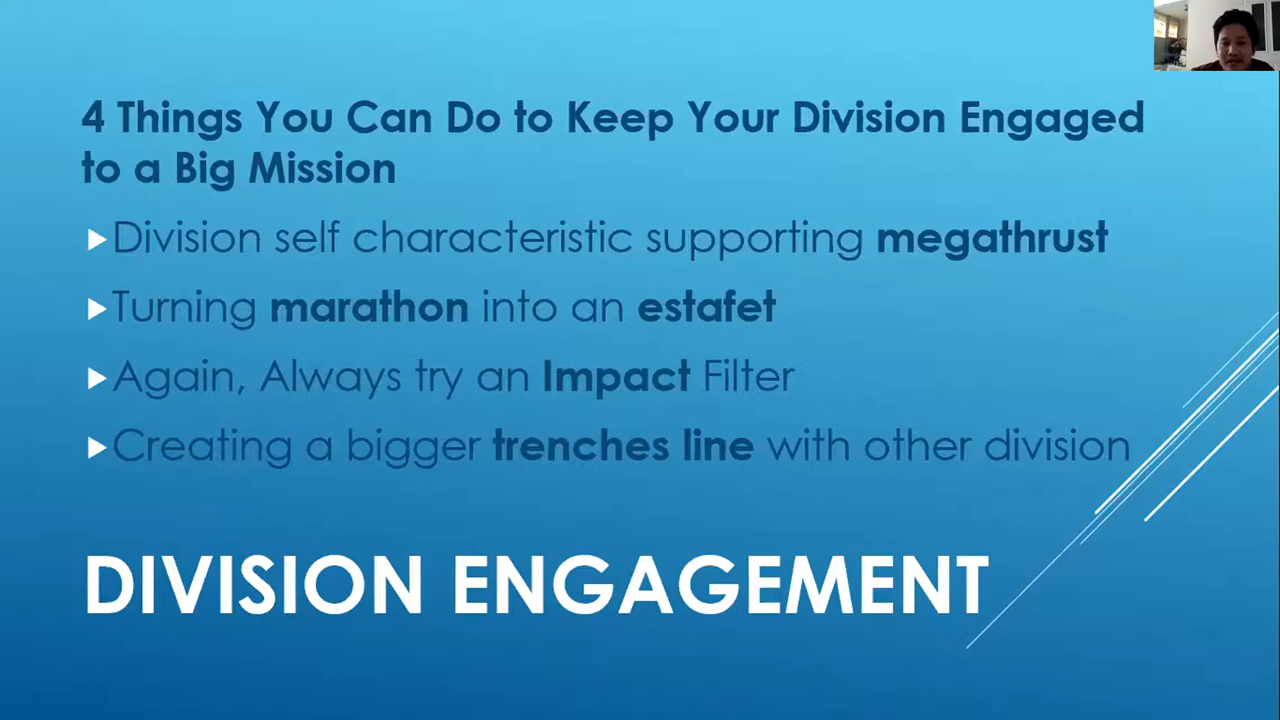 4 Things You Can Do to Keep Your Division Engaged
to a Big Mission
Division self characteristic supporting megathrust
Turning marathon into an estafet
Again, Always try an Impact Filter
Creating a bigger trenches line with other division
DIVISION ENGAGEMENT